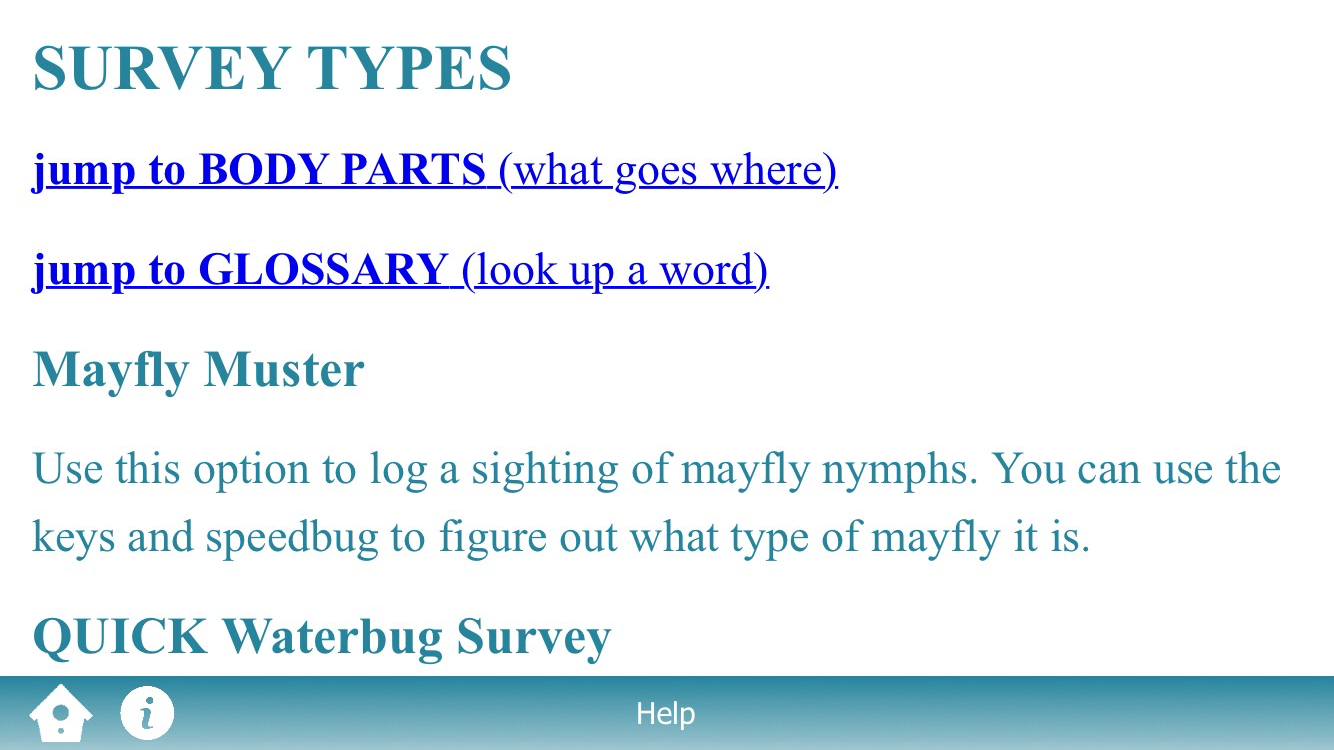 SURVEY TYPES
jump to BODY PARTS (what goes where)
jump to GLOSSARY (look up a word)
Mayfly Muster
Use this option to log a sighting of mayfly nymphs. You can use the
keys and speedbug to figure out what type of mayfly it is.
QUICK Waterbug Survey
i
Help